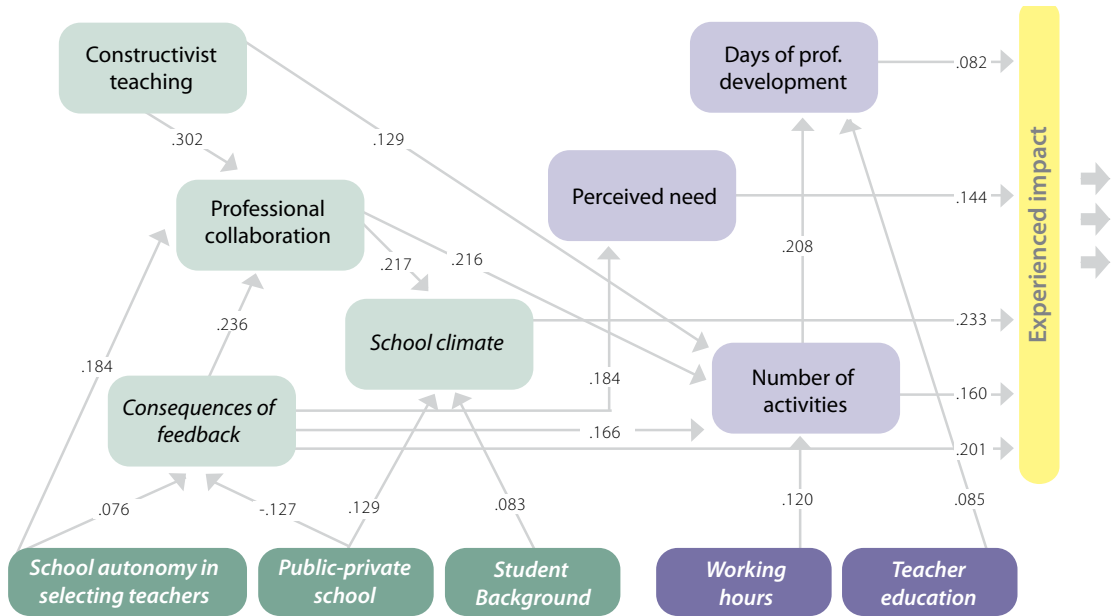 Constructivist
teaching
Days of prof.
development
.082
.302
.129
Professional
collaboration
Perceived need
.144
Experienced impact
.217
.216
.208
.236
School climate
.233
.184
Consequences of
feedback
.184
Number of
activities
.160
.166
.201
.076
-.127
.129
.083
.120
.085
School autonomy in
selecting teachers
Public-private
school
Student
Background
Working
hours
Teacher
education